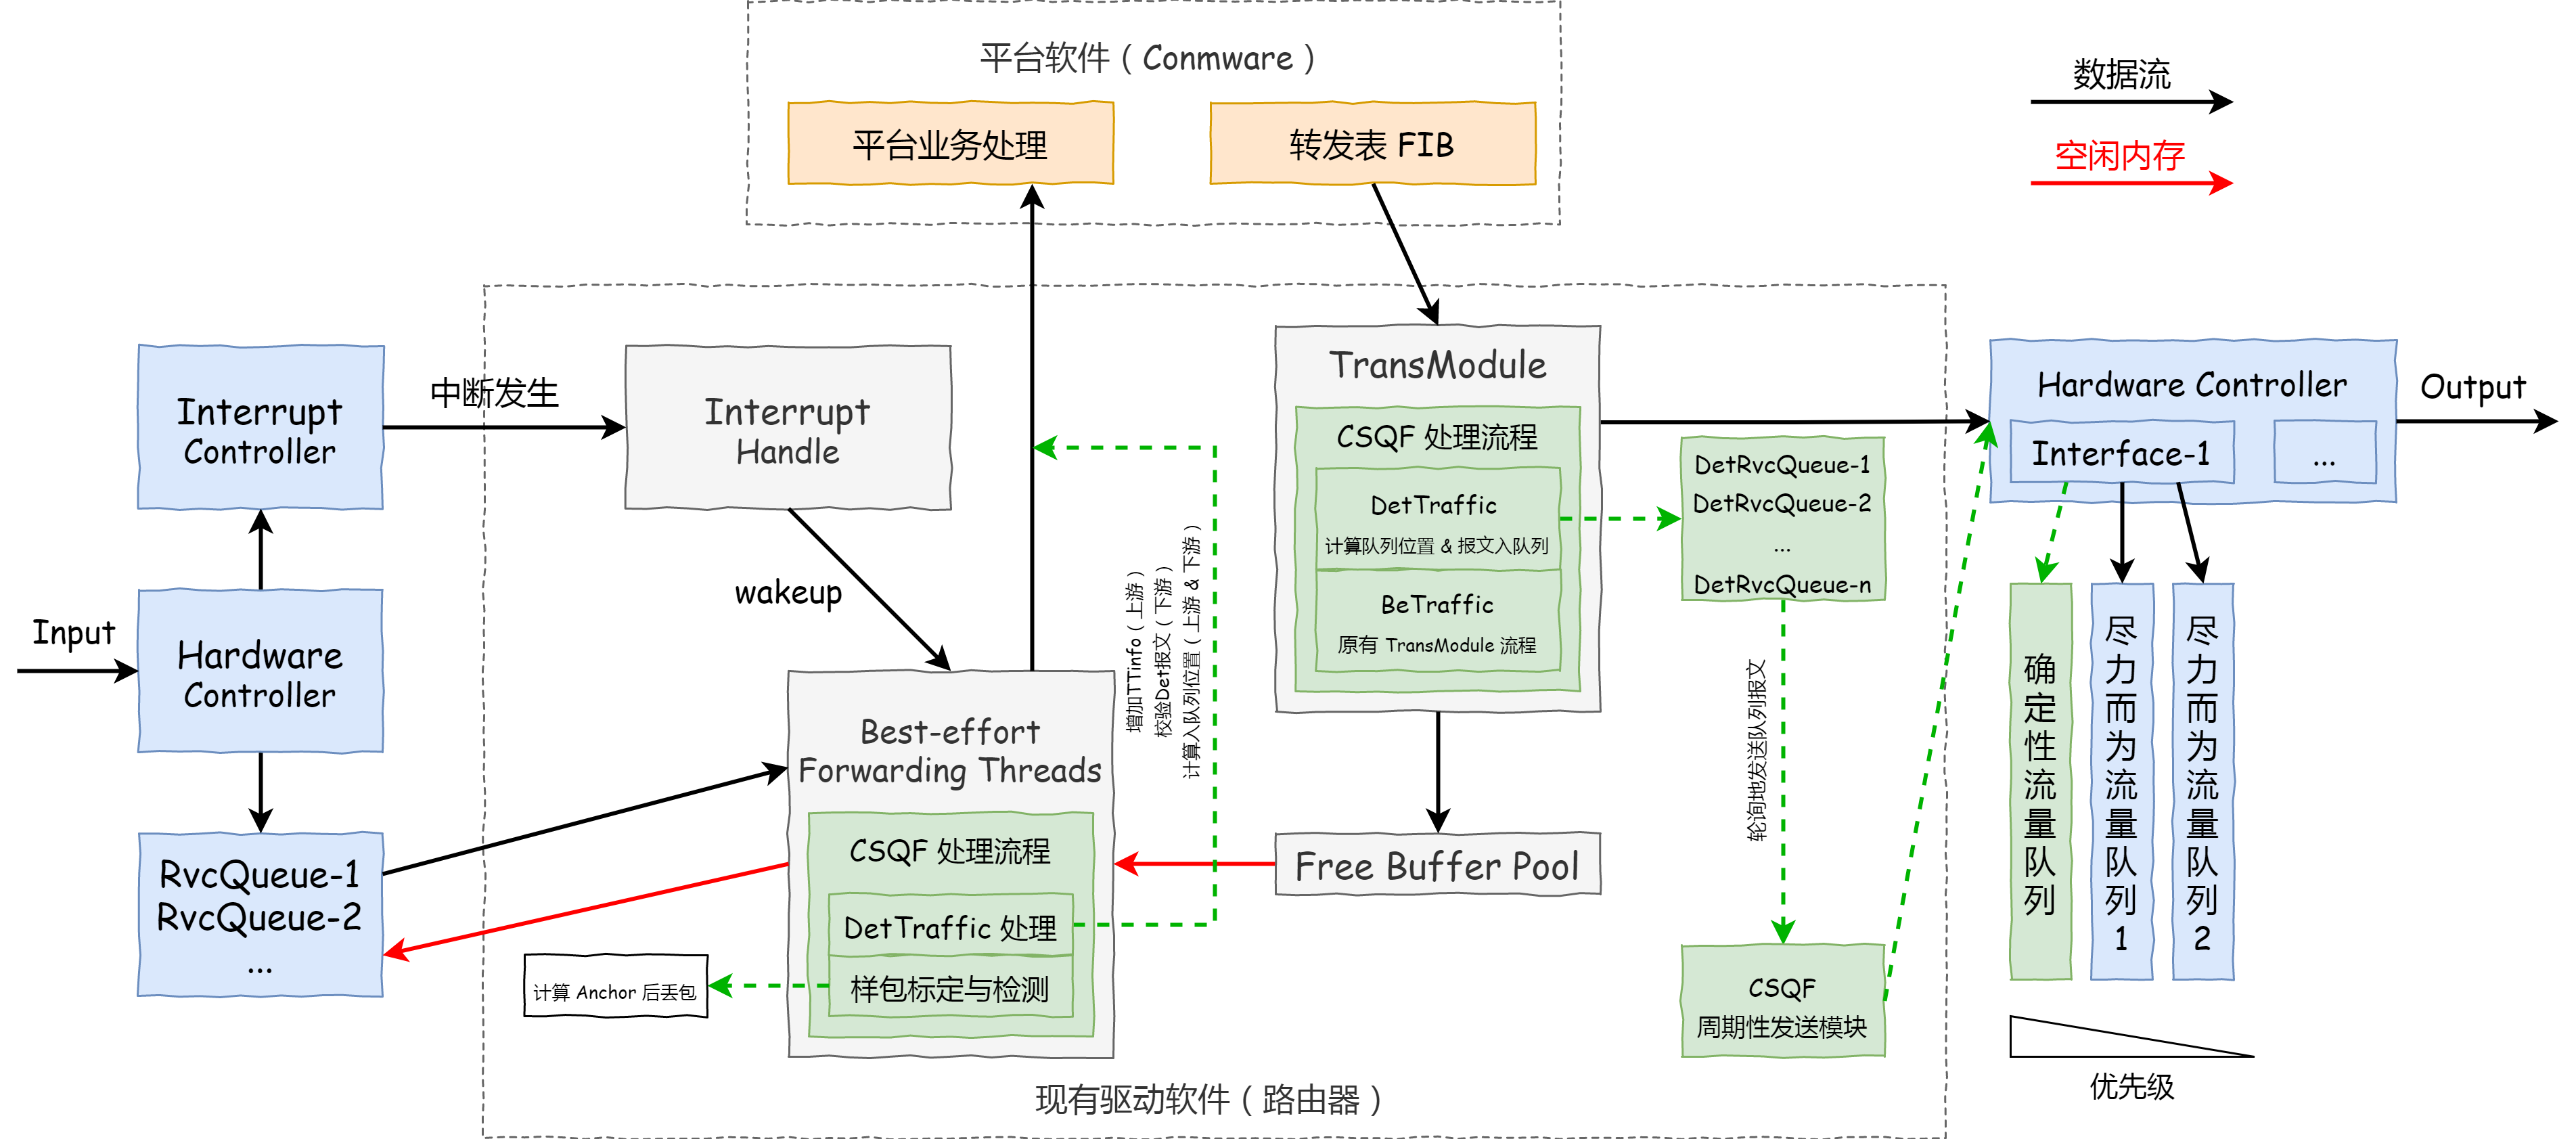 平台软件（Conmware）
平台业务处理
转发表 FIB
数据流
空闲内存
Interrupt
Controller
中断发生
Interrupt
Handle
wakeup
Input
Hardware
Controller
RvcQueue-1
RvcQueue-2
...
Best-effort
Forwarding Threads
CSQF 处理流程
DetTraffic 处理
样包标定与检测
计算 Anchor 后丢包
增加TTinfo（上游）
校验Det报文（下游）
计算入队列位置（上游 & 下游）
TransModule
CSQF 处理流程
DetTraffic
计算队列位置 & 报文入队列
BeTraffic
原有 TransModule 流程
Free Buffer Pool
DetRvcQueue-1
DetRvcQueue-2
...
DetRvcQueue-n
轮询地发送队列报文
CSQF
周期性发送模块
Hardware Controller
Interface-1
...
Output
确定性流量队列
尽力而为流量队列1
尽力而为流量队列2
优先级
现有驱动软件（路由器）